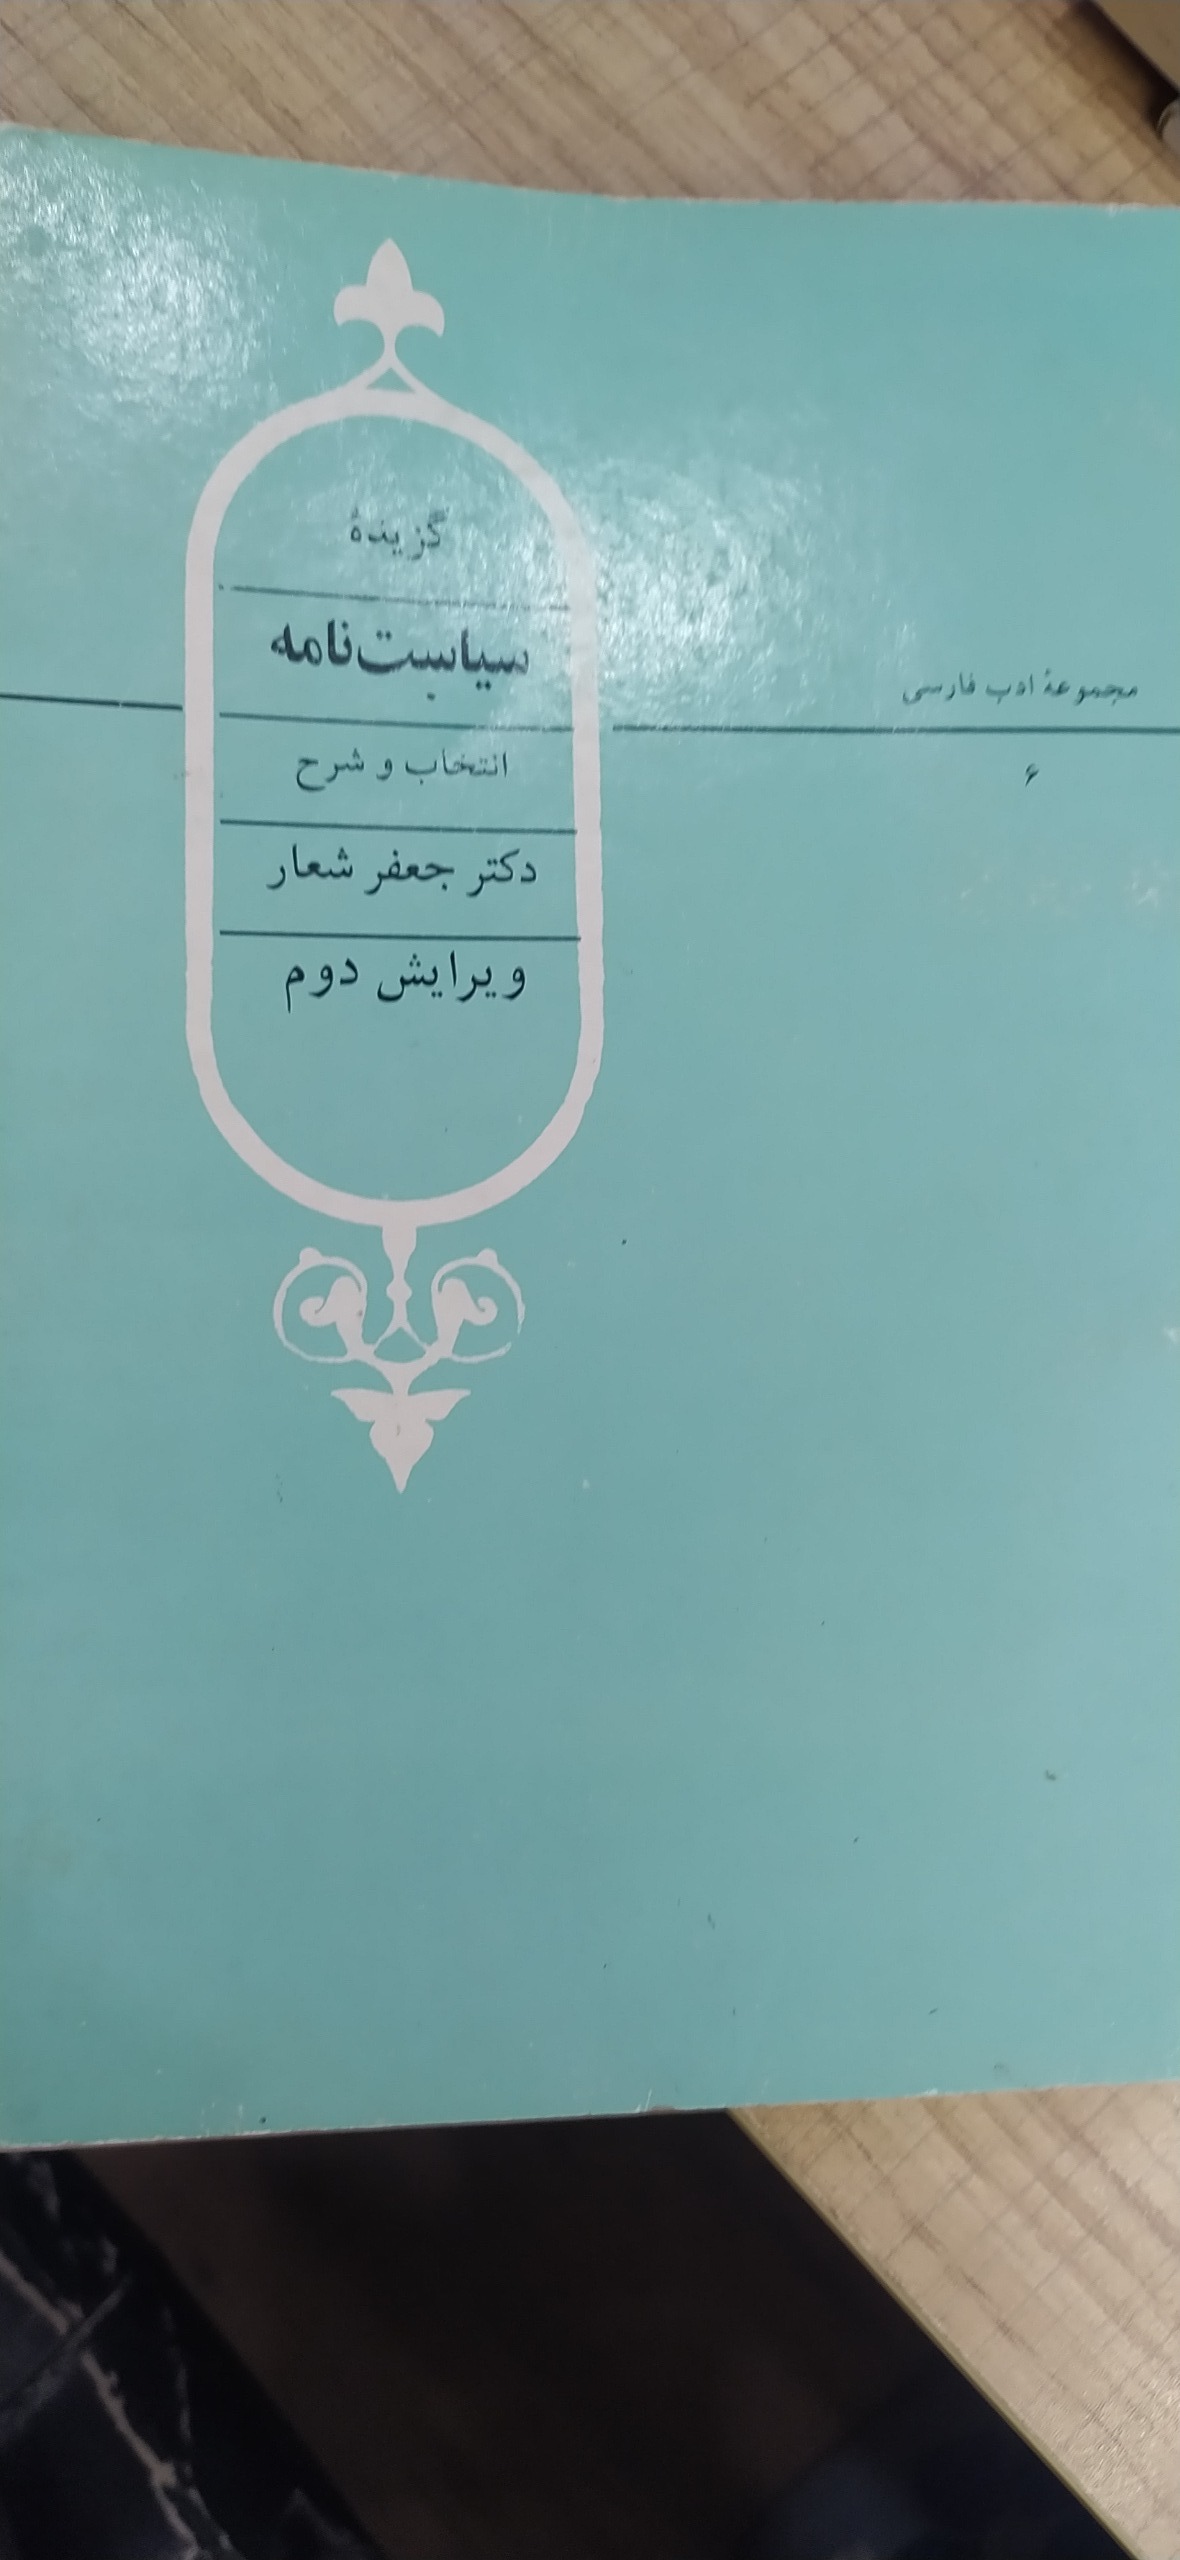 مجموعهٔ ادب فارسی
۶
گزیدهٔ
سیاست‌نامه
انتخاب و شرح
دکتر جعفر شعار
ویرایش دوم